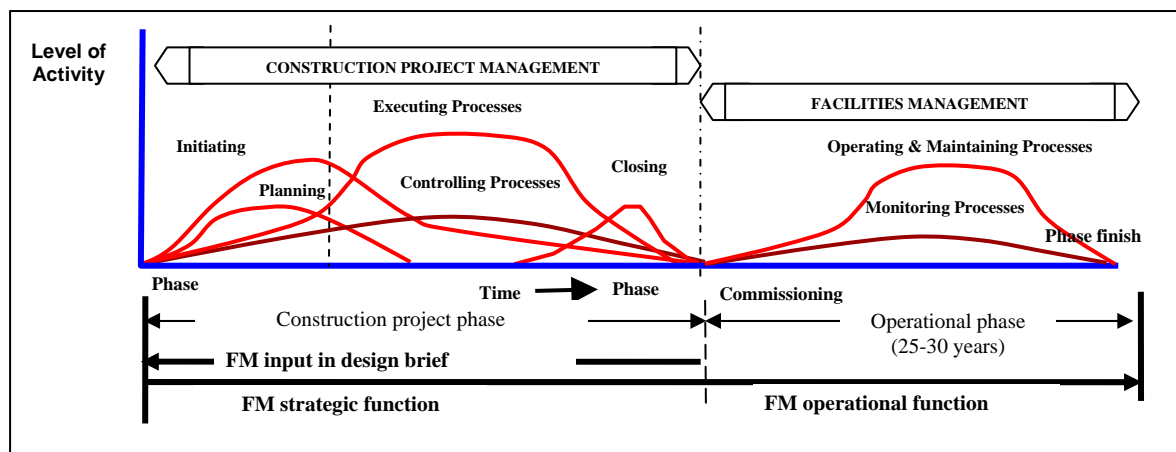 Level of
Activity
CONSTRUCTION PROJECT MANAGEMENT
FACILITIES MANAGEMENT
Executing Processes
Initiating
Closing
Operating & Maintaining Processes
Planning
Controlling Processes
Monitoring Processes
Phase finish
Phase
Time
Phase
Commissioning
Construction project phase
Operational phase
(25-30 years)
FM input in design brief
FM strategic function
FM operational function